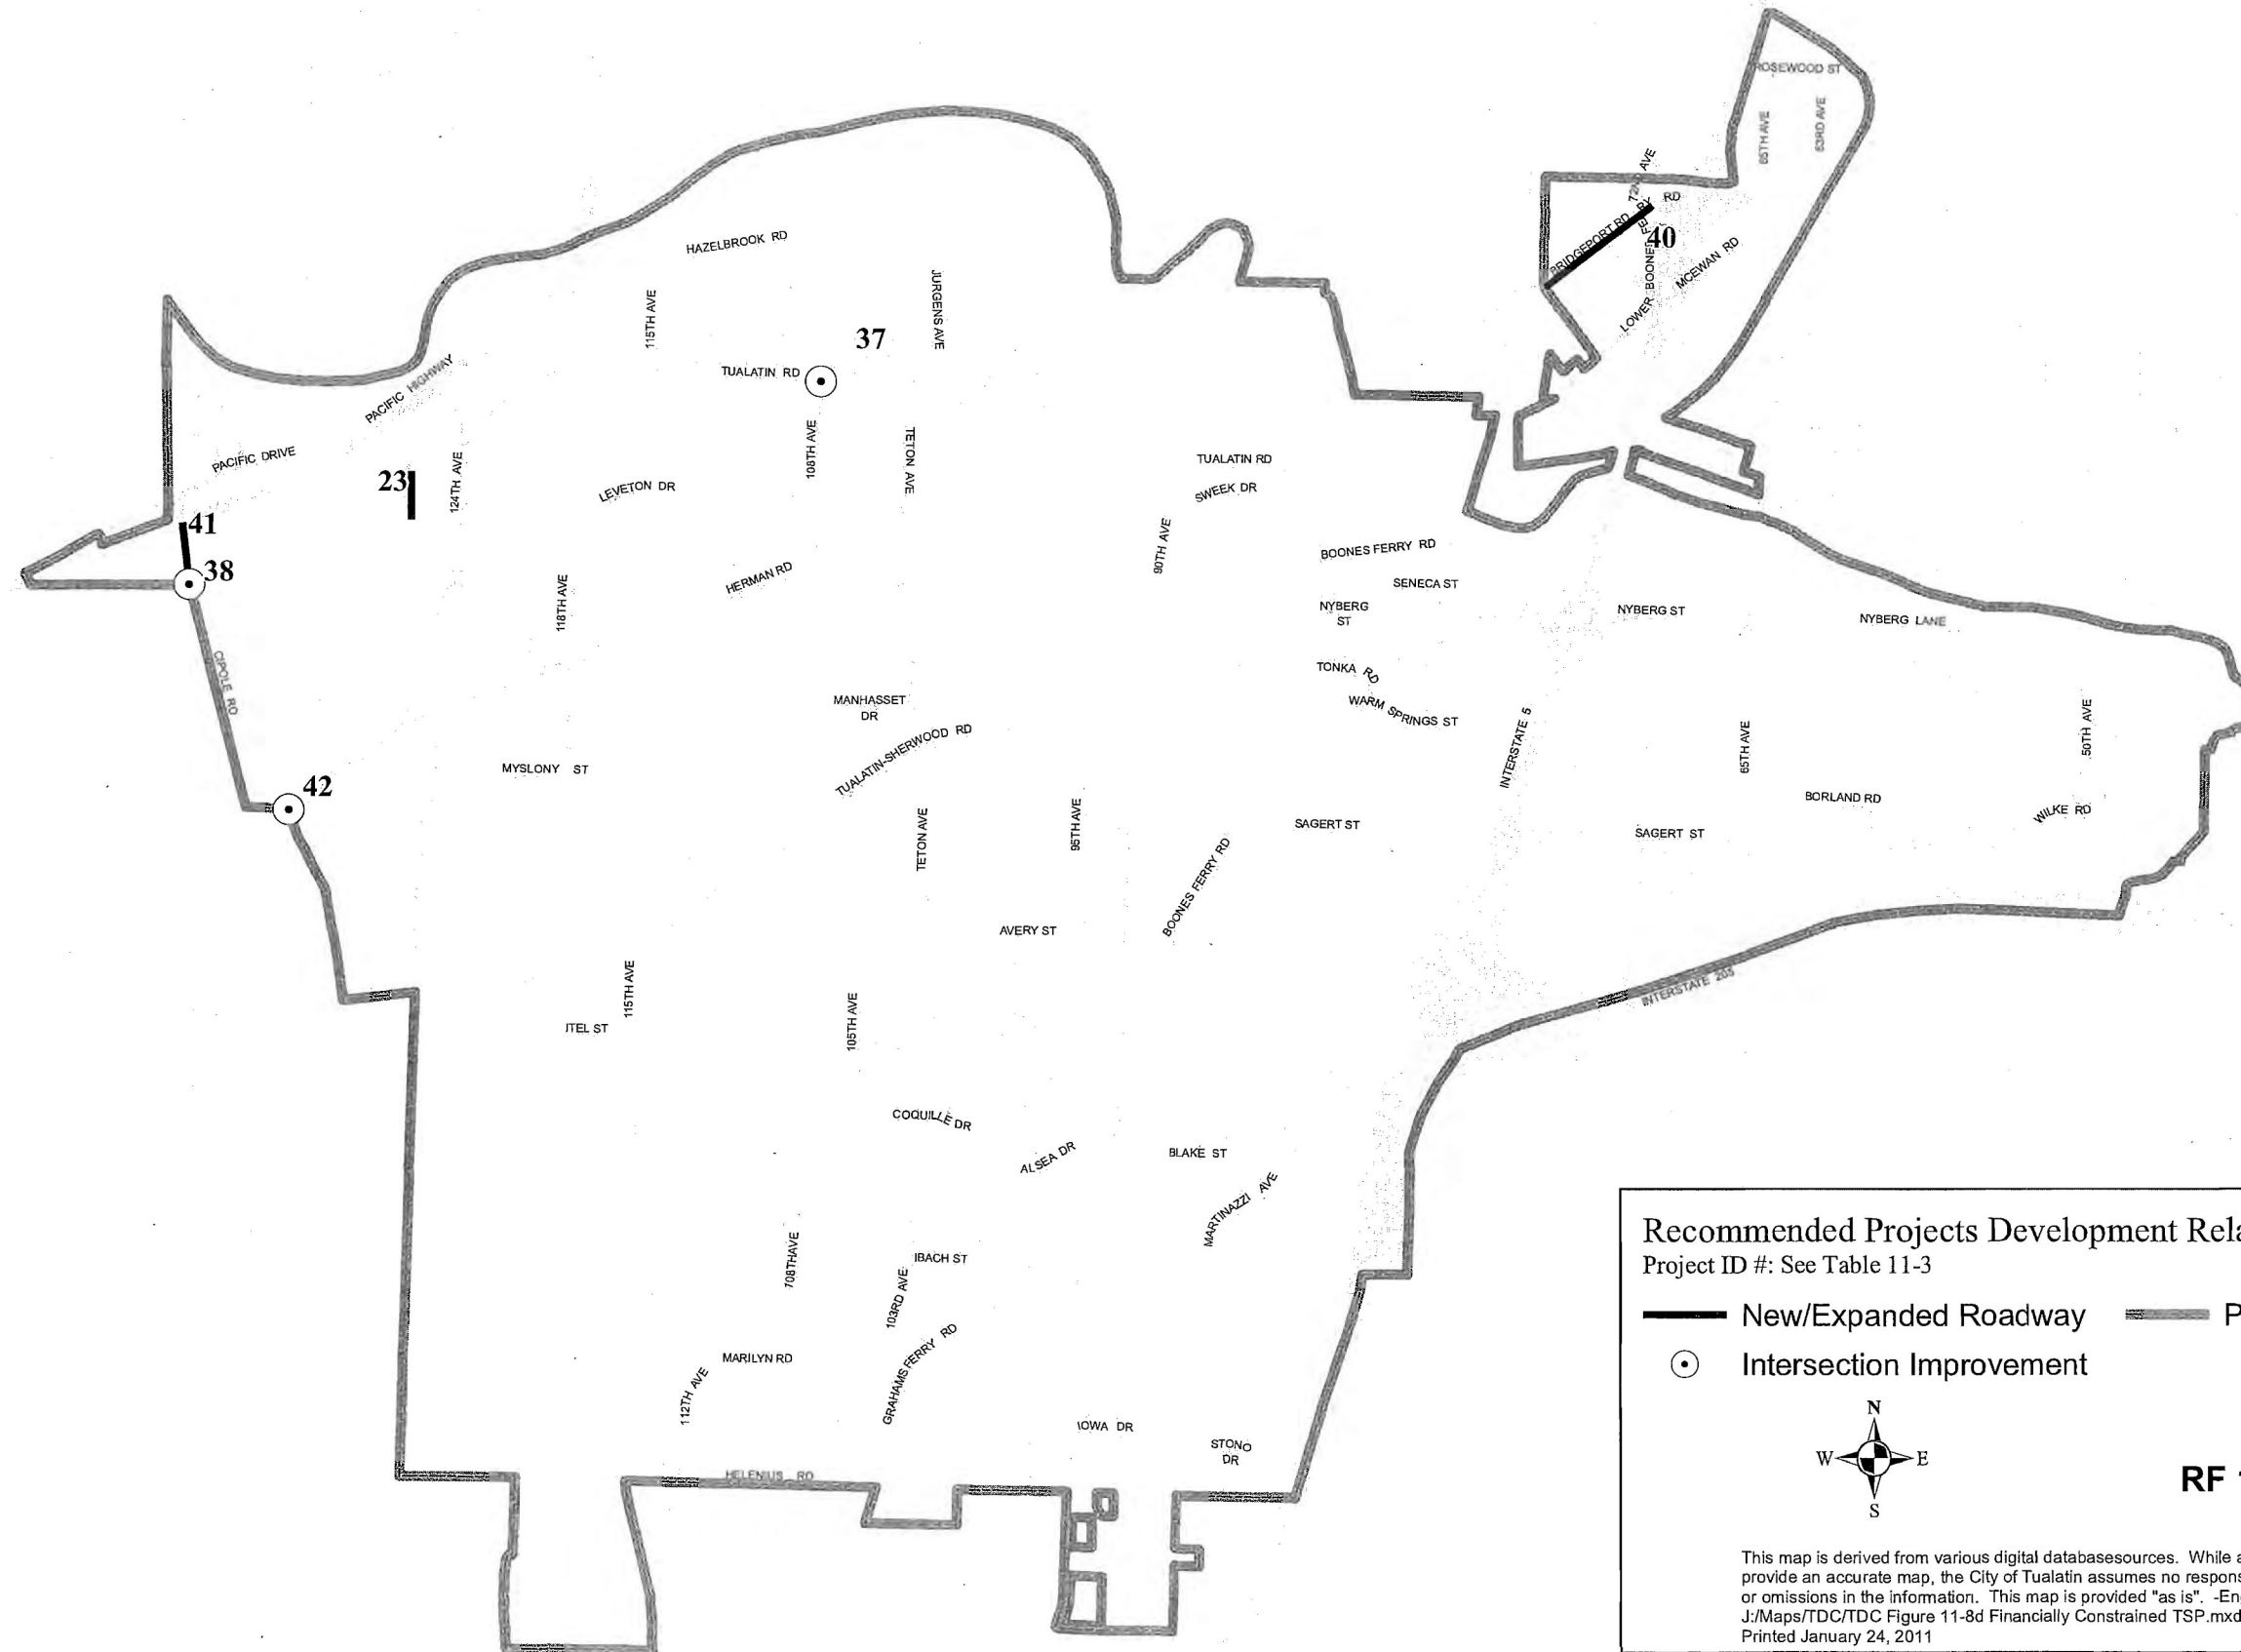 ROSEWOOD ST
65TH AVE
63RD AVE
72ND AVE
BRIDGEPORT RD
RD
40
LOWER BOONES FERRY
MCEWAN RD
HAZELBROOK RD
115TH AVE
JURGENS AVE
37
TUALATIN RD
PACIFIC HIGHWAY
PACIFIC DRIVE
23
124TH AVE
LEVETON DR
108TH AVE
TETON AVE
TUALATIN RD
SWEEK DR
41
38
90TH AVE
BOONES FERRY RD
SENECA ST
HERMAN RD
118TH AVE
NYBERG
ST
NYBERG ST
NYBERG LANE
CIPOLE RD
TONKA RD
WARM SPRINGS ST
MANHASSET
DR
TUALATIN-SHERWOOD RD
INTERSTATE 5
65TH AVE
50TH AVE
MYSLONY ST
42
TETON AVE
95TH AVE
SAGERT ST
SAGERT ST
BORLAND RD
WILKE RD
BOONES FERRY RD
AVERY ST
115TH AVE
ITEL ST
105TH AVE
INTERSTATE 205
COQUILLE DR
ALSEA DR
BLAKE ST
MARTINAZZI AVE
708THAVE
IBACH ST
103RD AVE
GRAHAMS FERRY RD
MARILYN RD
112TH AVE
IOWA DR
STONO
DR
HELENIUS RD
Recommended Projects Development Rela
Project ID #: See Table 11-3
New/Expanded Roadway P
Intersection Improvement
N
W E
S
RF
This map is derived from various digital databasesources. While a
provide an accurate map, the City of Tualatin assumes no respons
or omissions in the information. This map is provided "as is". -En
J:/Maps/TDC/TDC Figure 11-8d Financially Constrained TSP.mxd
Printed January 24, 2011